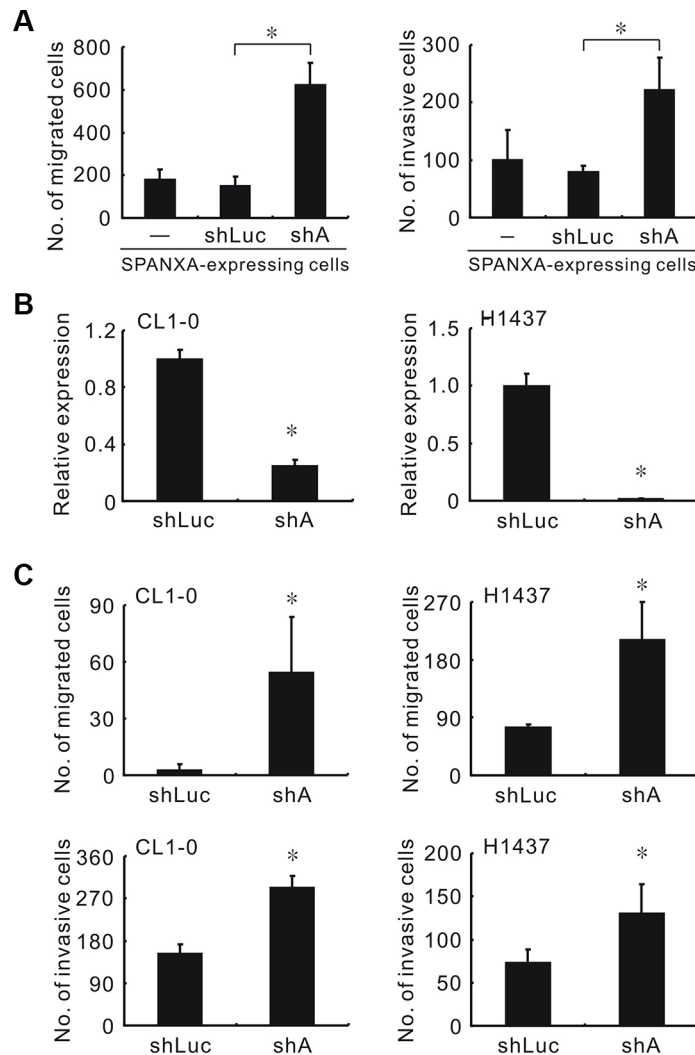 A
No. of migrated cells
800
600
400
200
0
*
— shLuc shA
SPANXA-expressing cells
No. of invasive cells
300
200
100
0
*
– shLuc shA
SPANXA-expressing cells
B
Relative expression
CL1-0
1.2
0.8
0.4
0
*
shLuc shA
Relative expression
H1437
1.5
1.0
0.5
0
*
shLuc shA
C
No. of migrated cells
CL1-0
90
60
30
0
*
shLuc shA
No. of migrated cells
H1437
270
180
90
0
*
shLuc shA
No. of invasive cells
CL1-0
360
270
180
90
0
*
shLuc shA
No. of invasive cells
H1437
200
150
100
50
0
*
shLuc shA